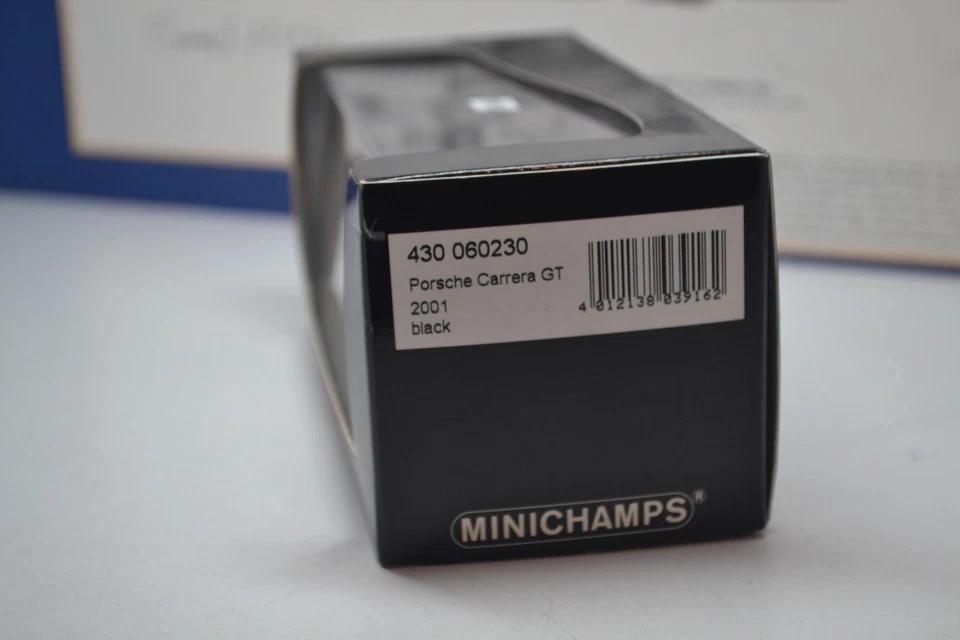 430 060230
Porsche Carrera GT
2001
black
4 012138 039162
MINICHAMPS®